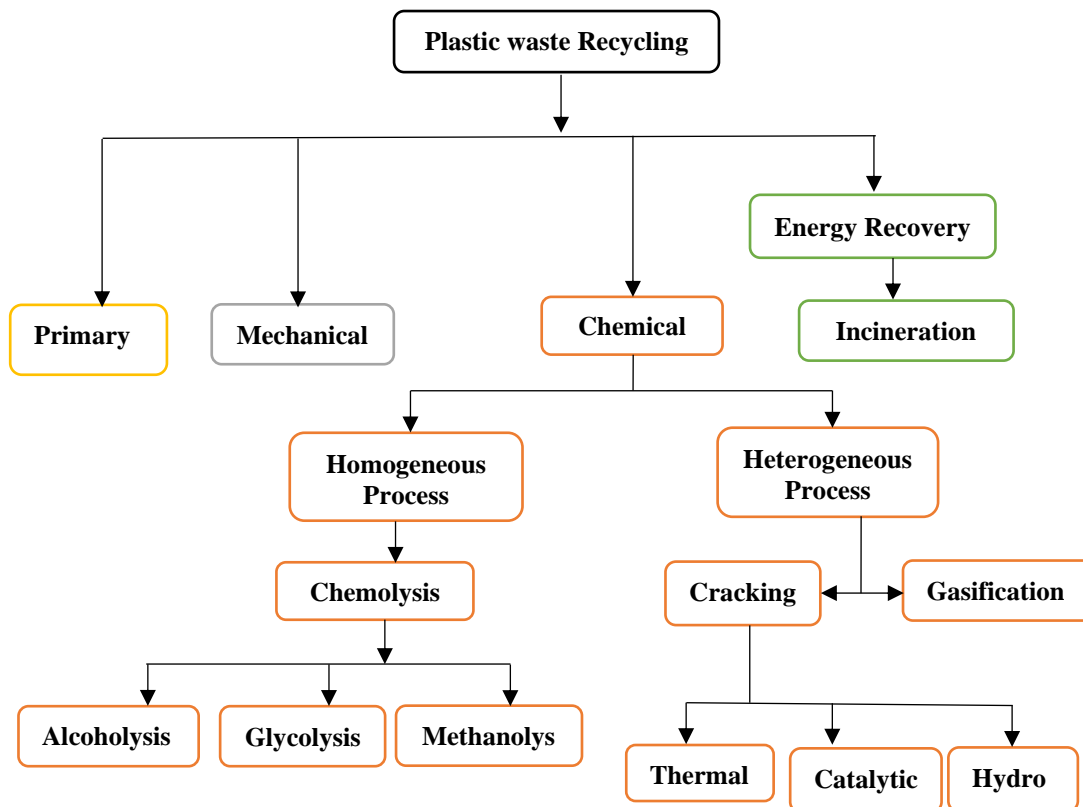 Plastic waste Recycling
Energy Recovery
Primary
Mechanical
Chemical
Incineration
Homogeneous
Process
Heterogeneous
Process
Chemolysis
Cracking
Gasification
Alcoholysis
Glycolysis
Methanolys
Thermal
Catalytic
Hydro